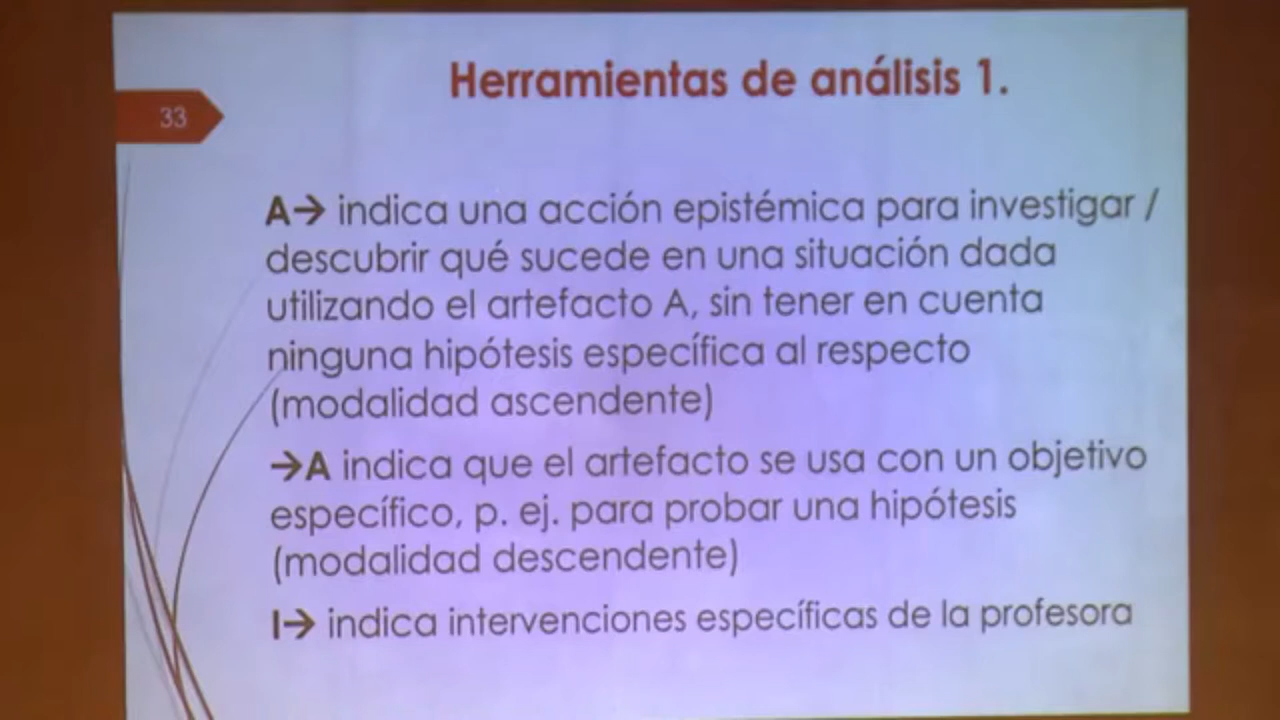 Herramientas de análisis 1.
33
A→ indica una acción epistémica para investigar /
descubrir qué sucede en una situación dada
utilizando el artefacto A, sin tener en cuenta
ninguna hipótesis específica al respecto
(modalidad ascendente)
→A indica que el artefacto se usa con un objetivo
específico, p. ej. para probar una hipótesis
(modalidad descendente)
I→ indica intervenciones específicas de la profesora